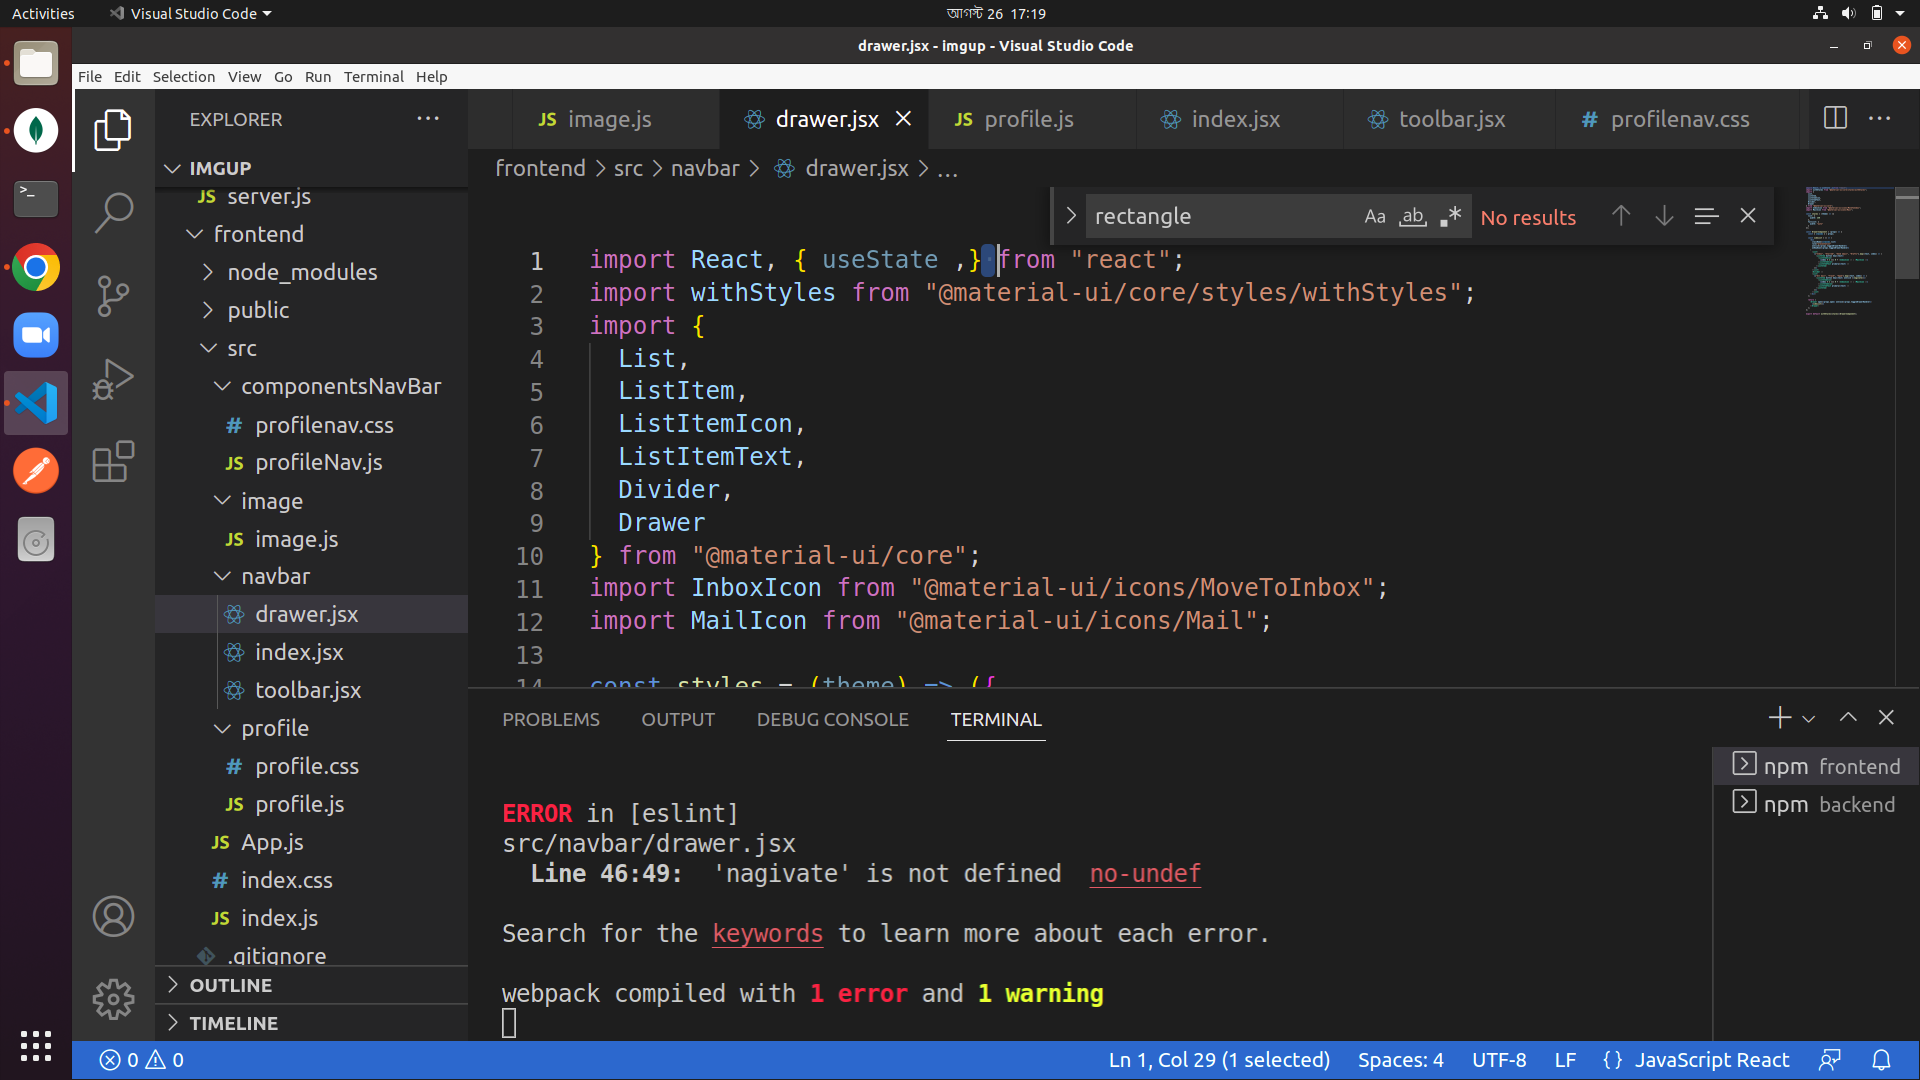 Activities Visual Studio Code আগস্ট 26 17:19
drawer.jsx - imgup - Visual Studio Code
File Edit Selection View Go Run Terminal Help
EXPLORER
IMGUP
server.js
frontend
node_modules
public
src
componentsNavBar
# profilenav.css
JS profileNav.js
image
JS image.js
navbar
drawer.jsx
index.jsx
toolbar.jsx
profile
# profile.css
JS profile.js
JS App.js
# index.css
JS index.js
.gitignore
OUTLINE
TIMELINE
JS image.js drawer.jsx JS profile.js index.jsx toolbar.jsx # profilenav.css
frontend > src > navbar > drawer.jsx > ...
rectangle Aa ab .* No results
1 import React, { useState ,} from "react";
2 import withStyles from "@material-ui/core/styles/withStyles";
3 import {
4 List,
5 ListItem,
6 ListItemIcon,
7 ListItemText,
8 Divider,
9 Drawer
10 } from "@material-ui/core";
11 import InboxIcon from "@material-ui/icons/MoveToInbox";
12 import MailIcon from "@material-ui/icons/Mail";
13
14 const styles = (theme) => ({
PROBLEMS OUTPUT DEBUG CONSOLE TERMINAL
npm frontend
npm backend
ERROR in [eslint]
src/navbar/drawer.jsx
Line 46:49: 'nagivate' is not defined no-undef
Search for the keywords to learn more about each error.
webpack compiled with 1 error and 1 warning
0 0 Ln 1, Col 29 (1 selected) Spaces: 4 UTF-8 LF {} JavaScript React